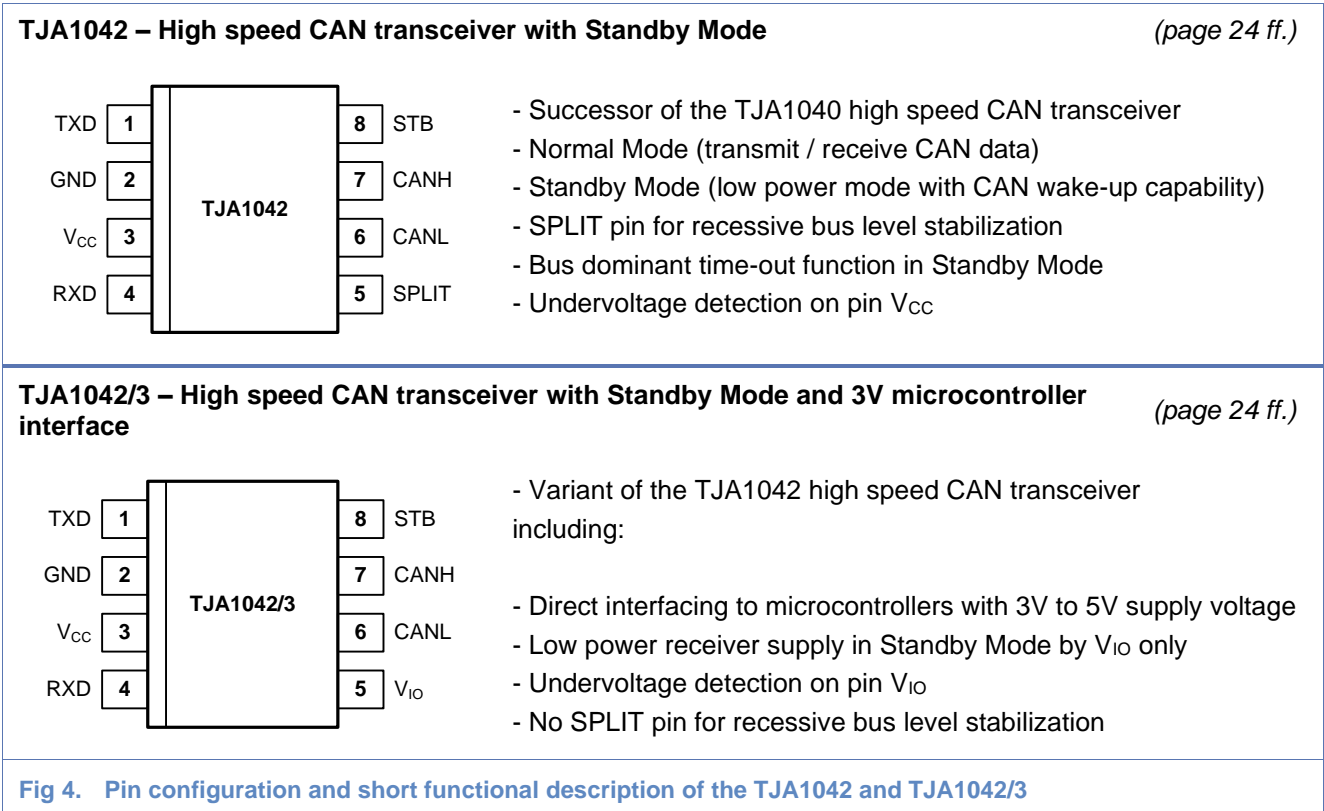 TJA1042 – High speed CAN transceiver with Standby Mode (page 24 ff.)
TXD 1 8 STB
GND 2 7 CANH
TJA1042
VCC 3 6 CANL
RXD 4 5 SPLIT
- Successor of the TJA1040 high speed CAN transceiver
- Normal Mode (transmit / receive CAN data)
- Standby Mode (low power mode with CAN wake-up capability)
- SPLIT pin for recessive bus level stabilization
- Bus dominant time-out function in Standby Mode
- Undervoltage detection on pin VCC
TJA1042/3 – High speed CAN transceiver with Standby Mode and 3V microcontroller
interface (page 24 ff.)
TXD 1 8 STB
GND 2 7 CANH
TJA1042/3
VCC 3 6 CANL
RXD 4 5 VIO
- Variant of the TJA1042 high speed CAN transceiver
including:
- Direct interfacing to microcontrollers with 3V to 5V supply voltage
- Low power receiver supply in Standby Mode by VIO only
- Undervoltage detection on pin VIO
- No SPLIT pin for recessive bus level stabilization
Fig 4. Pin configuration and short functional description of the TJA1042 and TJA1042/3